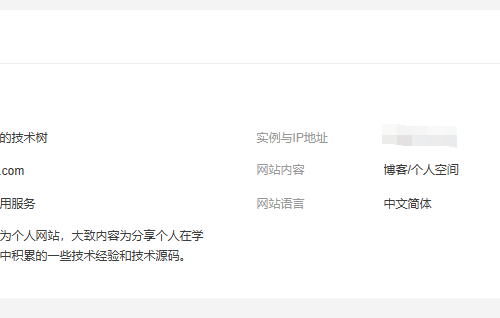 的技术树 实例与IP地址
.com 网站内容 博客/个人空间
用服务 网站语言 中文简体
为个人网站，大致内容为分享个人在学
中积累的一些技术经验和技术源码。